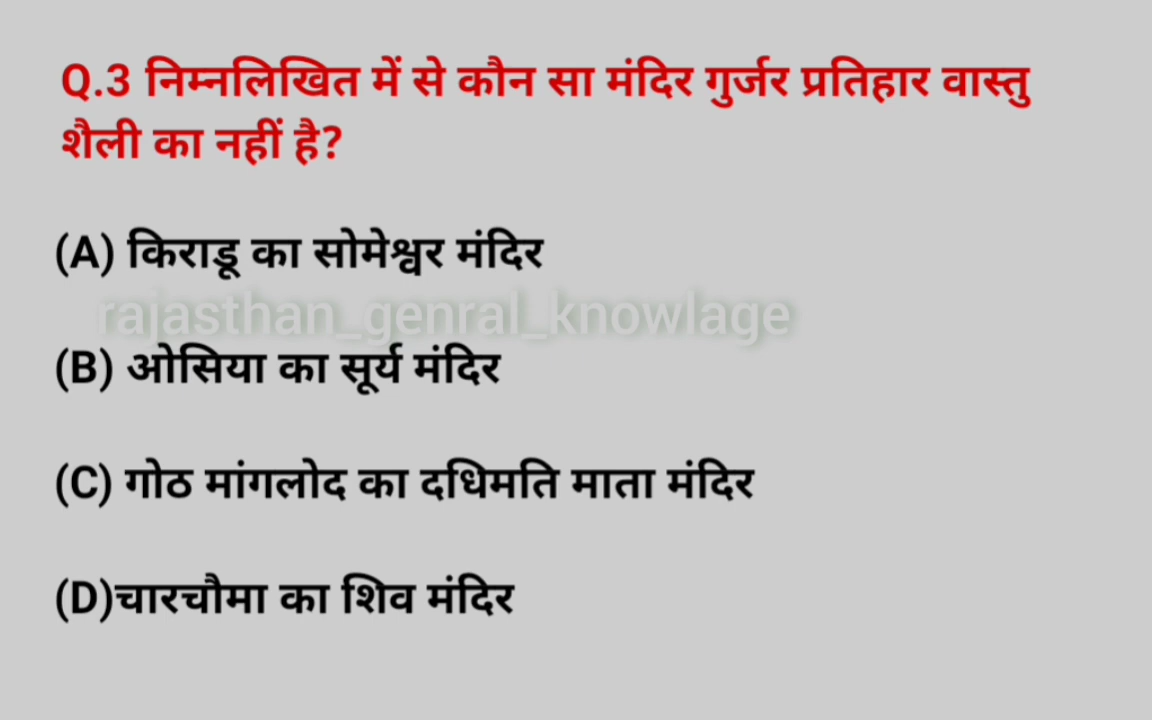 Q.3 निम्नलिखित में से कौन सा मंदिर गुर्जर प्रतिहार वास्तु
शैली का नहीं है?
(A) किराडू का सोमेश्वर मंदिर
rajasthan_genral_knowlage
(B) ओसिया का सूर्य मंदिर
(C) गोठ मांगलोद का दधिमति माता मंदिर
(D)चारचौमा का शिव मंदिर